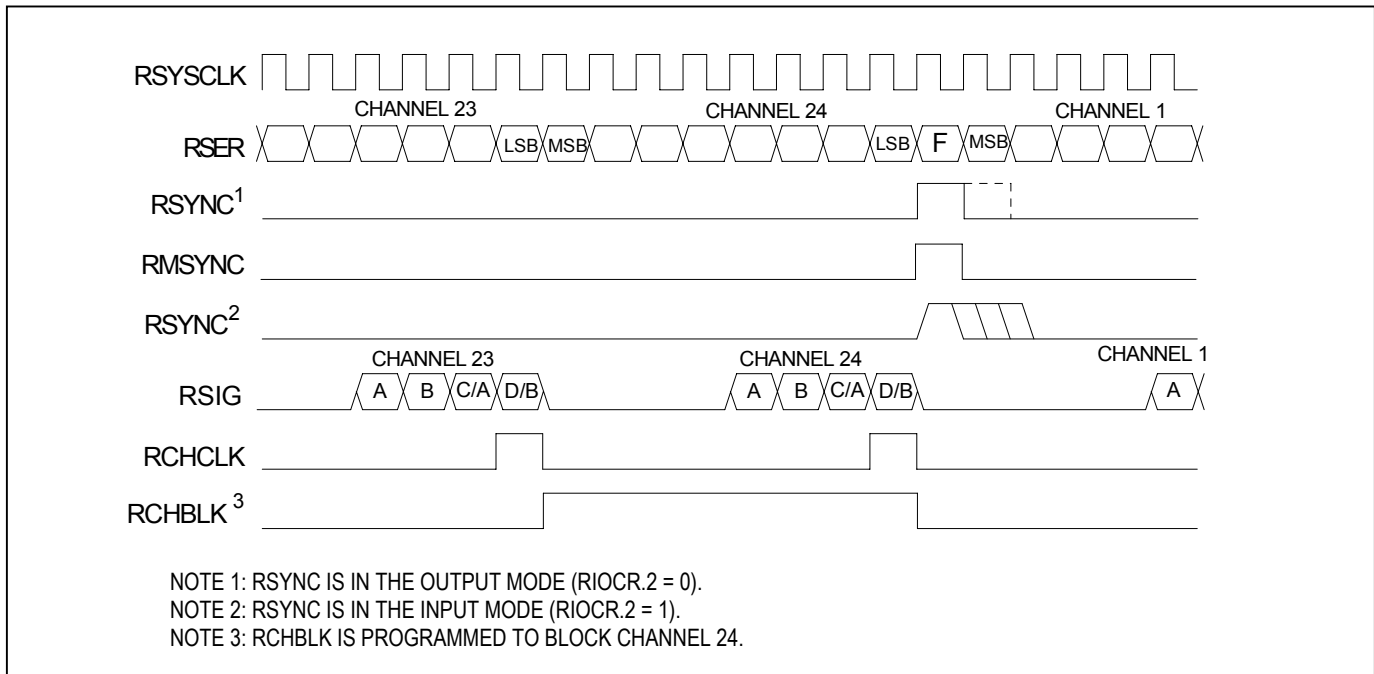 RSYSCLK
CHANNEL 23 CHANNEL 24 CHANNEL 1
RSER LSB MSB LSB F MSB
RSYNC1
RMSYNC
RSYNC2
CHANNEL 23 CHANNEL 24 CHANNEL 1
RSIG A B C/A D/B A B C/A D/B A
RCHCLK
RCHBLK 3
NOTE 1: RSYNC IS IN THE OUTPUT MODE (RIOCR.2 = 0).
NOTE 2: RSYNC IS IN THE INPUT MODE (RIOCR.2 = 1).
NOTE 3: RCHBLK IS PROGRAMMED TO BLOCK CHANNEL 24.